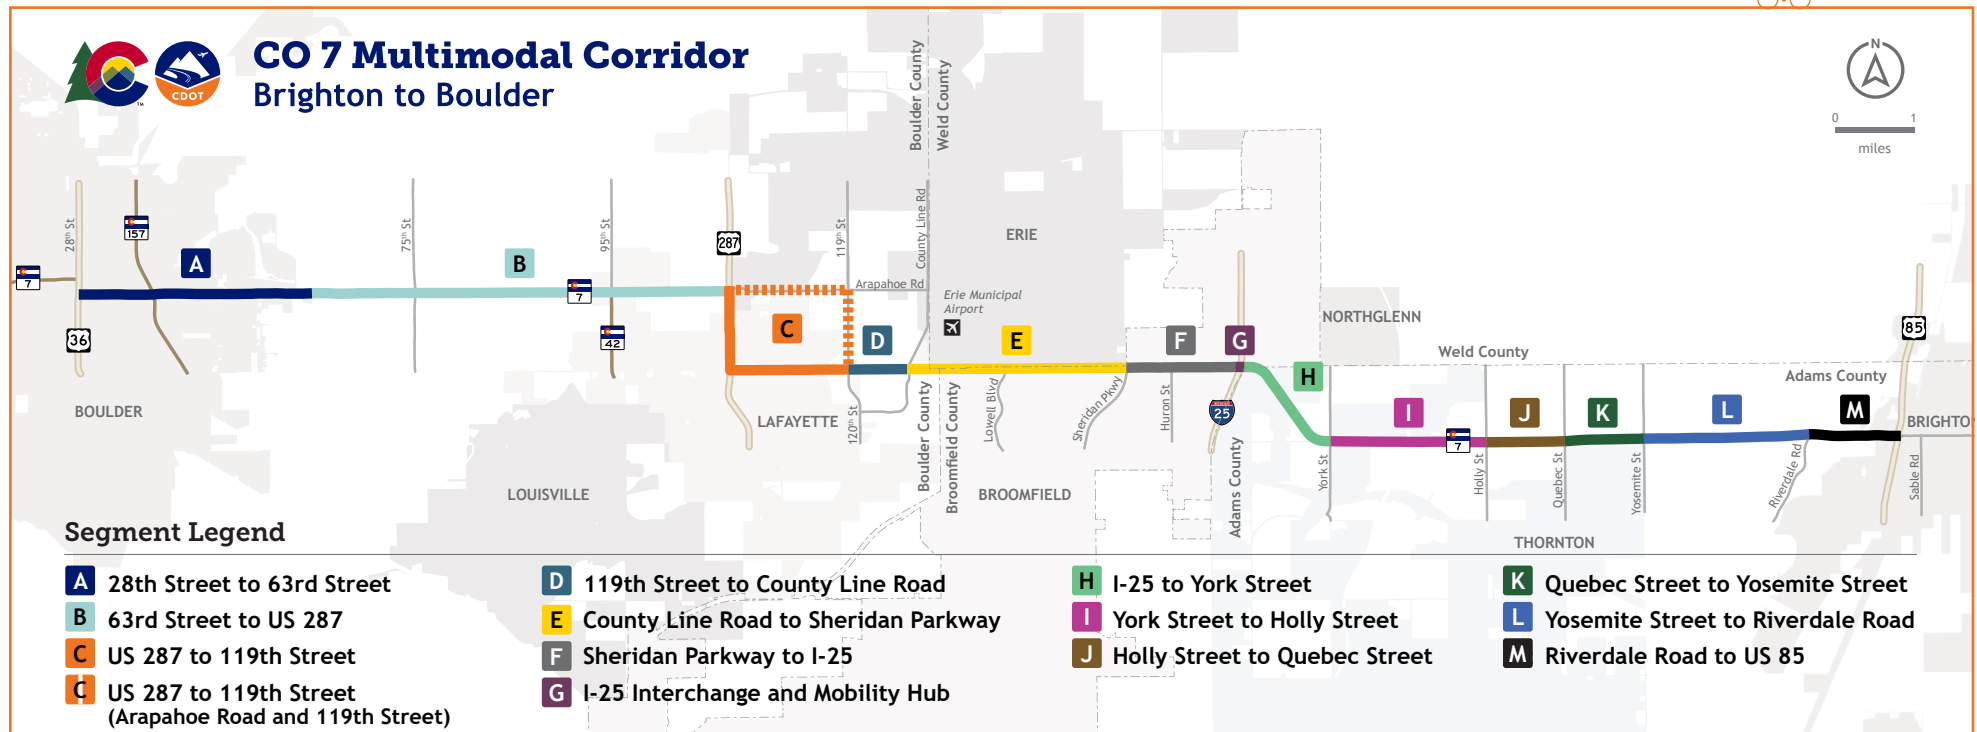 CO 7 Multimodal Corridor
Brighton to Boulder
CDOT
TM
N
0 1
miles
Boulder County
Weld County
28th St
157
A
75th St
B
95th St
287
119th St
County Line Rd
ERIE
7
7
Arapahoe Rd
Erie Municipal
Airport
36
42
C
D
E
F
G
NORTHGLENN
85
Weld County
Adams County
H
BOULDER
LAFAYETTE
120th St
Boulder County
Broomfield County
Lowell Blvd
Sheridan Pkwy
Huron St
25
Adams County
I
7
J
K
L
M
BRIGHTO
York St
Holly St
Quebec St
Yosemite St
Riverdale Rd
Sable Rd
LOUISVILLE
BROOMFIELD
THORNTON
Segment Legend
A 28th Street to 63rd Street
B 63rd Street to US 287
C US 287 to 119th Street
C US 287 to 119th Street
(Arapahoe Road and 119th Street)
D 119th Street to County Line Road
E County Line Road to Sheridan Parkway
F Sheridan Parkway to I-25
G I-25 Interchange and Mobility Hub
H I-25 to York Street
I York Street to Holly Street
J Holly Street to Quebec Street
K Quebec Street to Yosemite Street
L Yosemite Street to Riverdale Road
M Riverdale Road to US 85